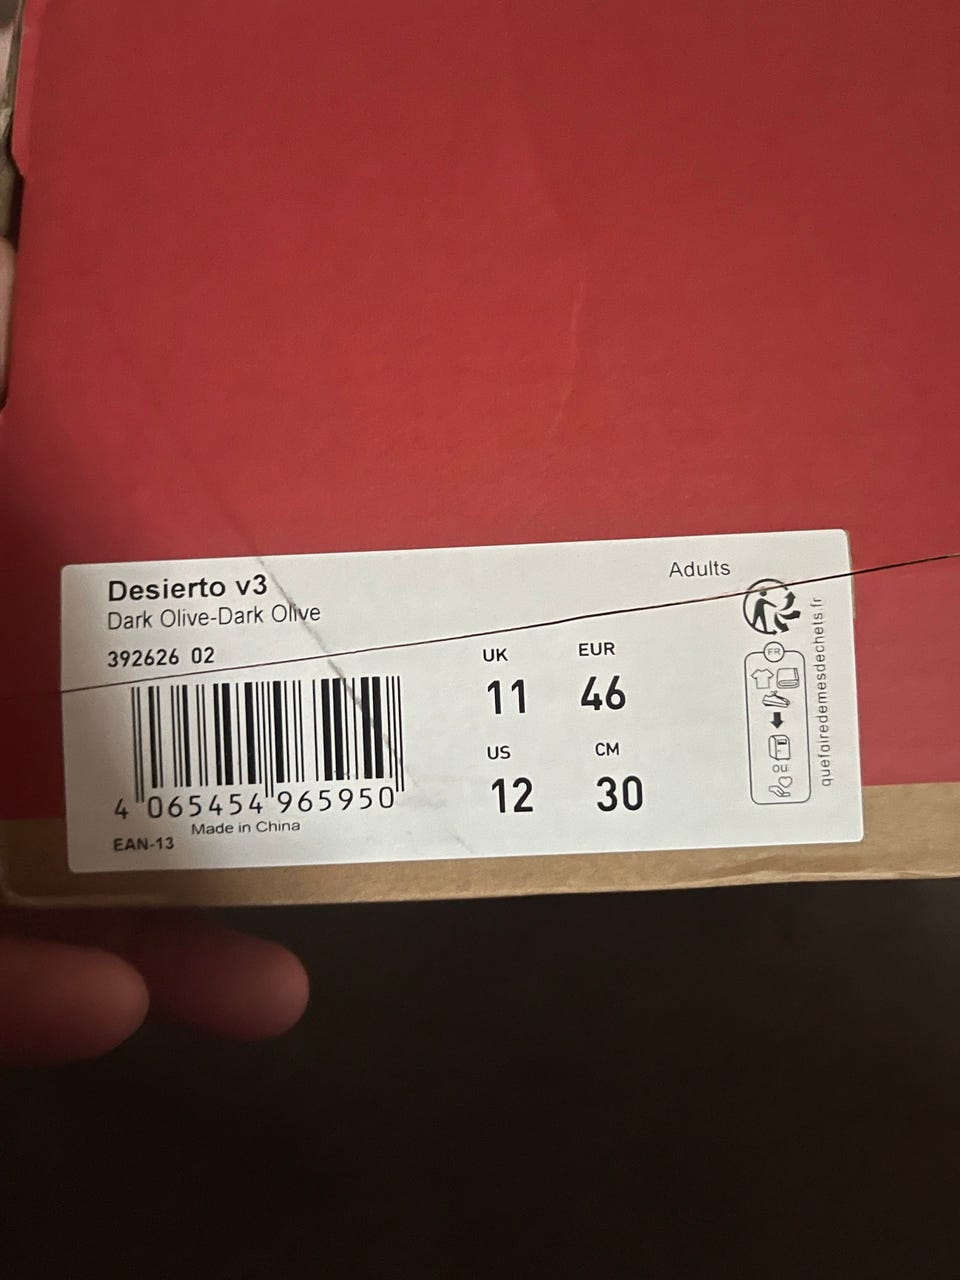 Desierto v3
Adults
Dark Olive-Dark Olive
392626 02
UK EUR
11 46
US CM
12 30
4 065454 965950
Made in China
EAN-13
FR
OU
quefairedemesdechets.fr